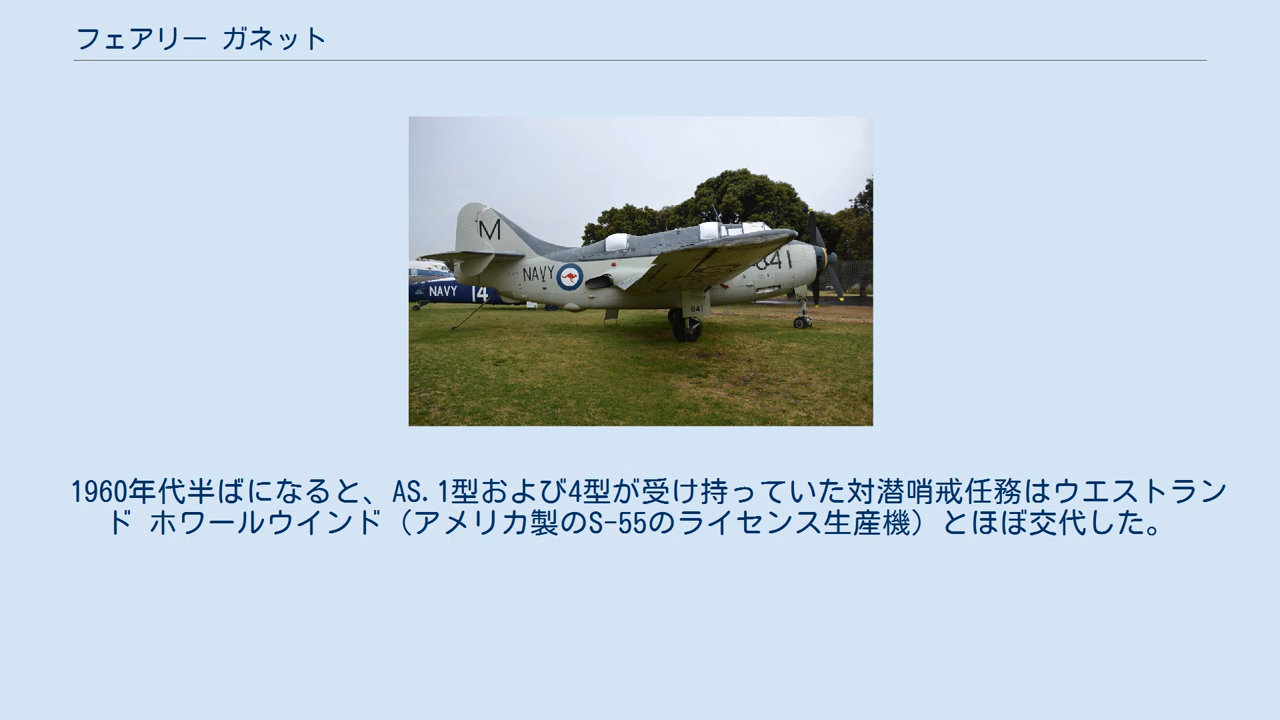 フェアリー ガネット
M
NAVY
841
NAVY 14
841
1960年代半ばになると、AS.1型および4型が受け持っていた対潜哨戒任務はウエストラン
ド ホワールウインド（アメリカ製のS-55のライセンス生産機）とほぼ交代した。